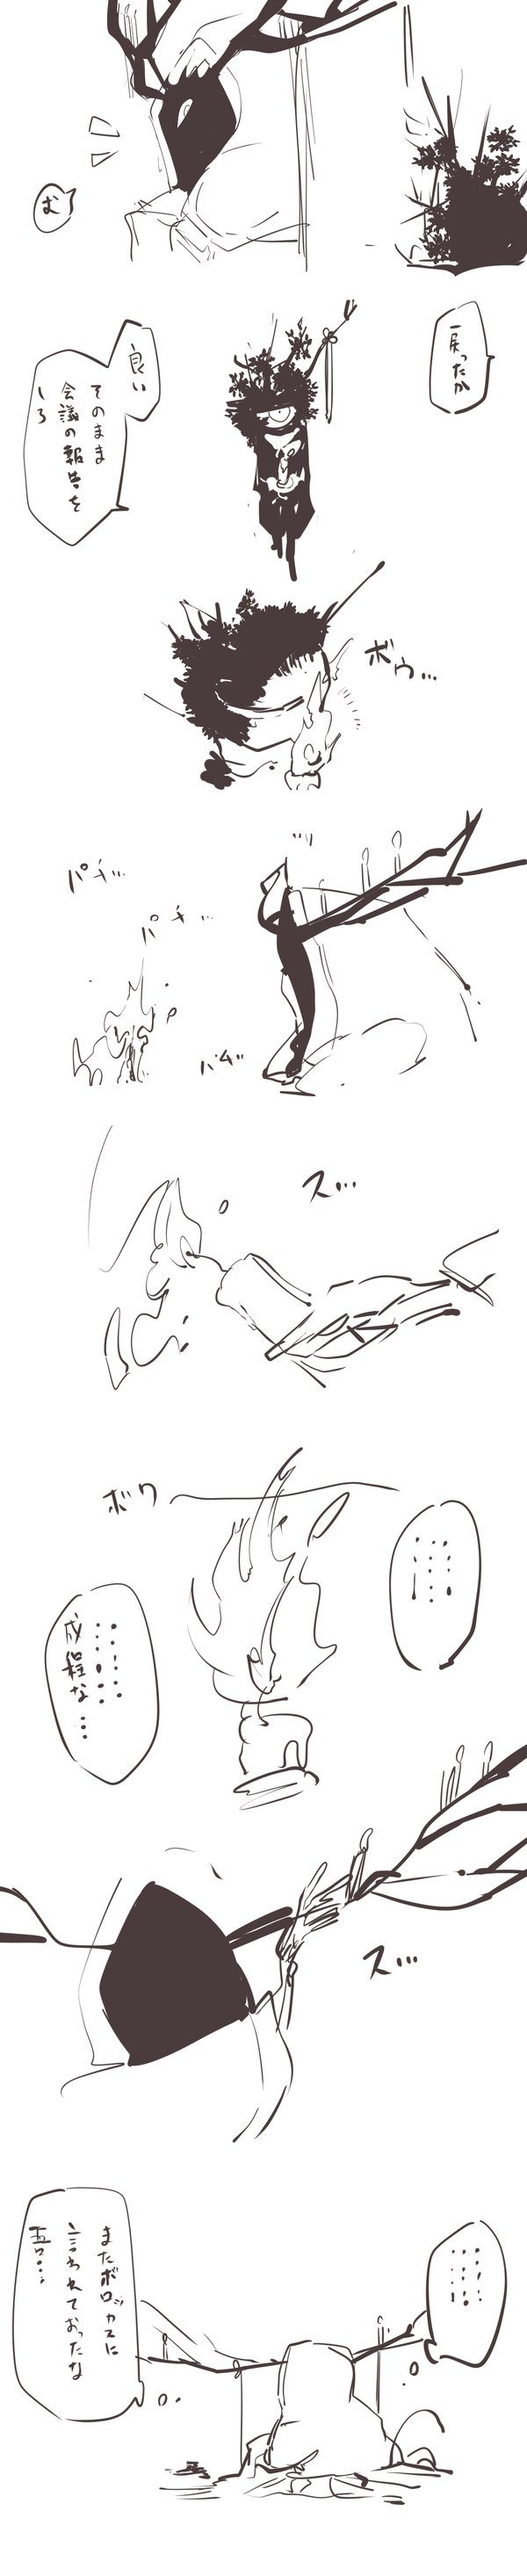 む
戻ったか
良い
そのまま
会議の報告を
しろ
ボウ…
パチ…
パチ…
パチ…
ス…
ボワ
………………
………………
成程な…
ス…
………………
またボロッカスに
言われておったな
吾…